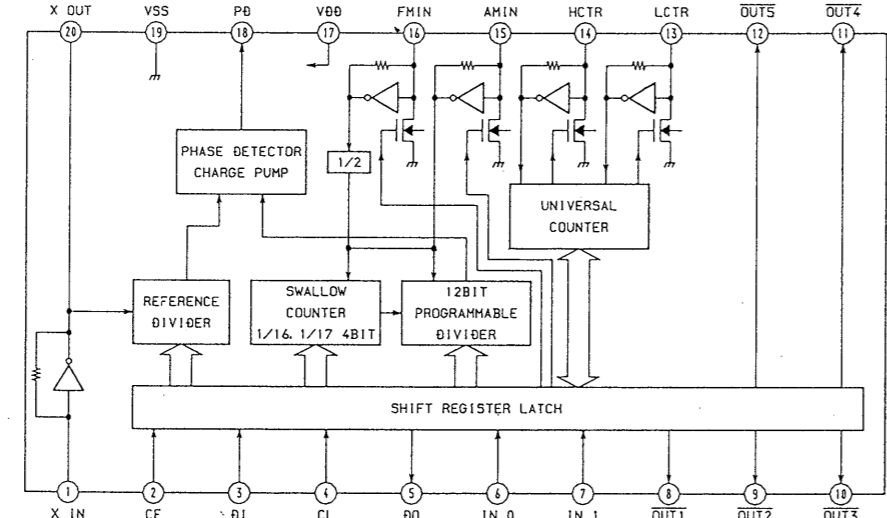 X OUT VSS PD VDD FMIN AMIN HCTR LCTR OUT5 OUT4
20 19 18 17 16 15 14 13 12 11
PHASE DETECTOR
CHARGE PUMP
1/2
UNIVERSAL
COUNTER
REFERENCE
DIVIDER
SWALLOW
COUNTER
1/16. 1/17 4BIT
12BIT
PROGRAMMABLE
DIVIDER
SHIFT REGISTER LATCH
1 2 3 4 5 6 7 8 9 10
X IN CE DI CL DO IN 0 IN 1 OUT1 OUT2 OUT3